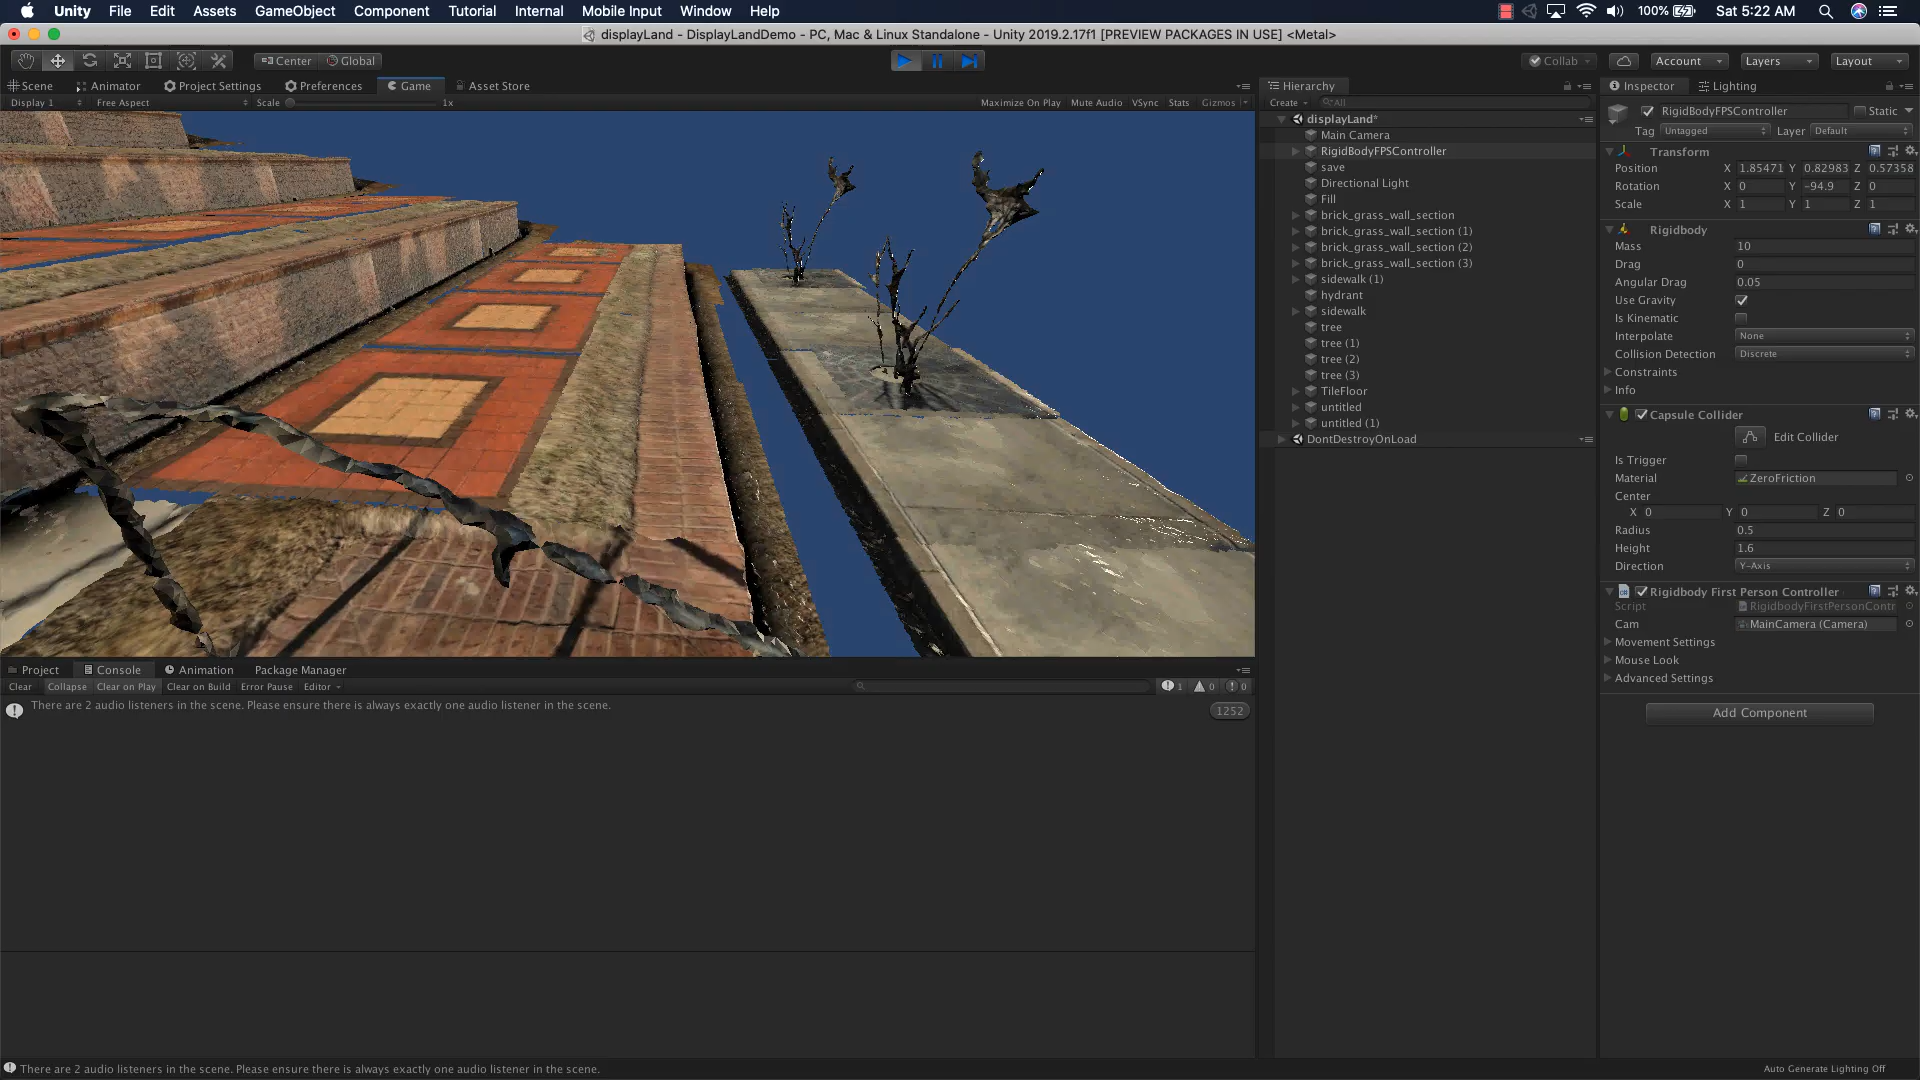 Unity File Edit Assets GameObject Component Tutorial Internal Mobile Input Window Help 100% Sat 5:22 AM
displayLand - DisplayLandDemo - PC, Mac & Linux Standalone - Unity 2019.2.17f1 [PREVIEW PACKAGES IN USE] <Metal>
Center Global Collab Account Layers Layout
Scene Animator Project Settings Preferences Game Asset Store
Display 1 Free Aspect Scale 1x Maximize On Play Mute Audio VSync Stats Gizmos
Hierarchy
Create All
displayLand*
Main Camera
RigidBodyFPSController
save
Directional Light
Fill
brick_grass_wall_section
brick_grass_wall_section (1)
brick_grass_wall_section (2)
brick_grass_wall_section (3)
sidewalk (1)
hydrant
sidewalk
tree
tree (1)
tree (2)
tree (3)
TileFloor
untitled
untitled (1)
DontDestroyOnLoad
Inspector Lighting
RigidBodyFPSController Static
Tag Untagged Layer Default
Transform
Position X 1.85471 Y 0.82983 Z 0.57358
Rotation X 0 Y -94.9 Z 0
Scale X 1 Y 1 Z 1
Rigidbody
Mass 10
Drag 0
Angular Drag 0.05
Use Gravity
Is Kinematic
Interpolate None
Collision Detection Discrete
Constraints
Info
Capsule Collider
Edit Collider
Is Trigger
Material ZeroFriction
Center
X 0 Y 0 Z 0
Radius 0.5
Height 1.6
Direction Y-Axis
Rigidbody First Person Controller
Script RigidbodyFirstPersonContr
Cam MainCamera (Camera)
Movement Settings
Mouse Look
Advanced Settings
Add Component
Project Console Animation Package Manager
Clear Collapse Clear on Play Clear on Build Error Pause Editor 1 0 0
There are 2 audio listeners in the scene. Please ensure there is always exactly one audio listener in the scene. 1252
There are 2 audio listeners in the scene. Please ensure there is always exactly one audio listener in the scene.
Auto Generate Lighting Off